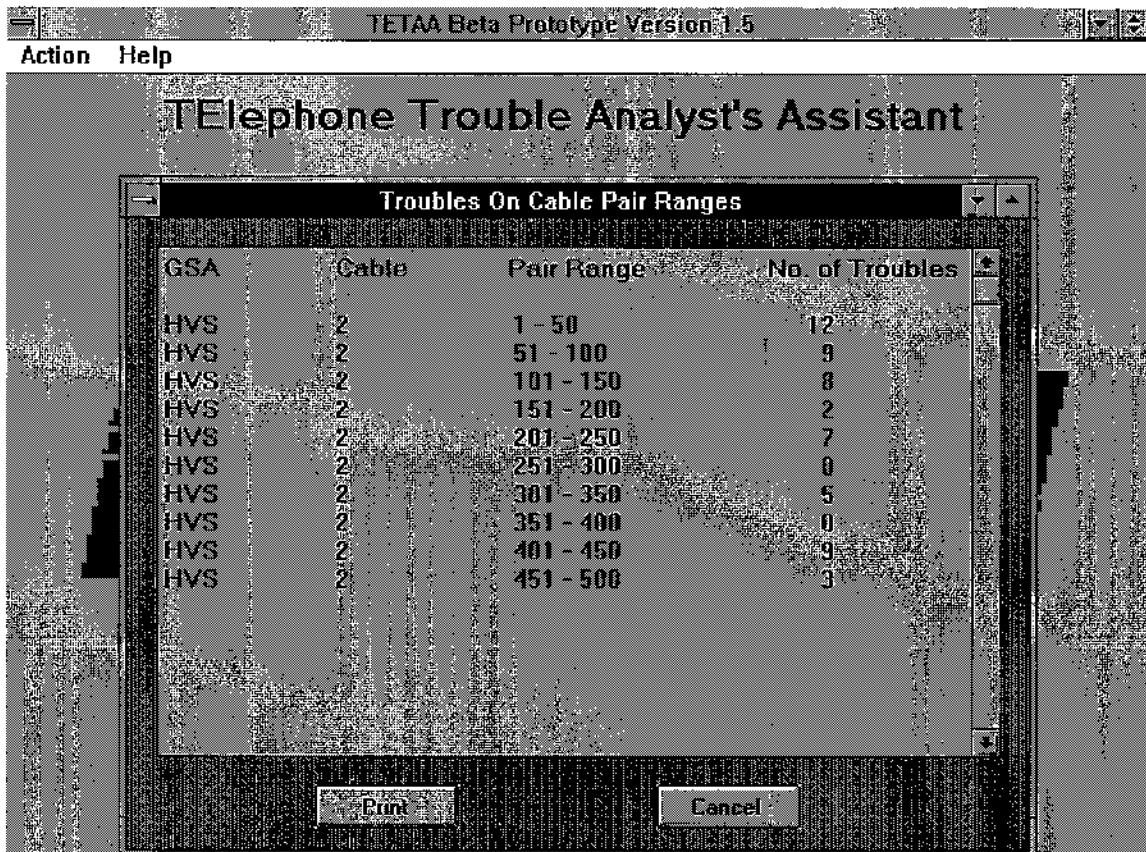 TETAA Beta Prototype Version 1.5
Action Help
TElephone Trouble Analyst's Assistant
Troubles On Cable Pair Ranges
GSA Cable Pair Range No. of Troubles
HVS 2 1 - 50 12
HVS 2 51 - 100 9
HVS 2 101 - 150 8
HVS 2 151 - 200 2
HVS 2 201 - 250 7
HVS 2 251 - 300 0
HVS 2 301 - 350 5
HVS 2 351 - 400 0
HVS 2 401 - 450 9
HVS 2 451 - 500 3
Print Cancel